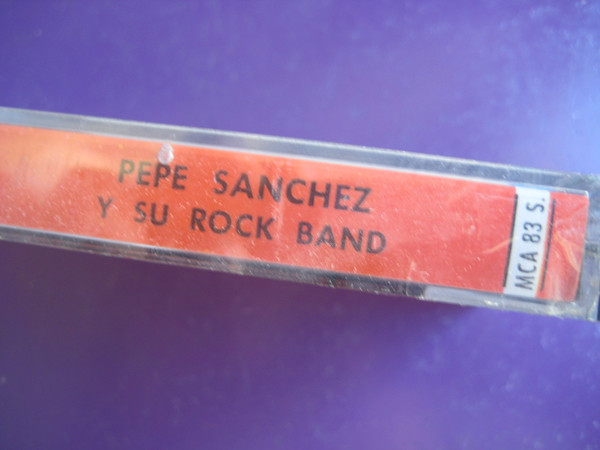 PEPE SANCHEZ
Y SU ROCK BAND
MCA 83 S.